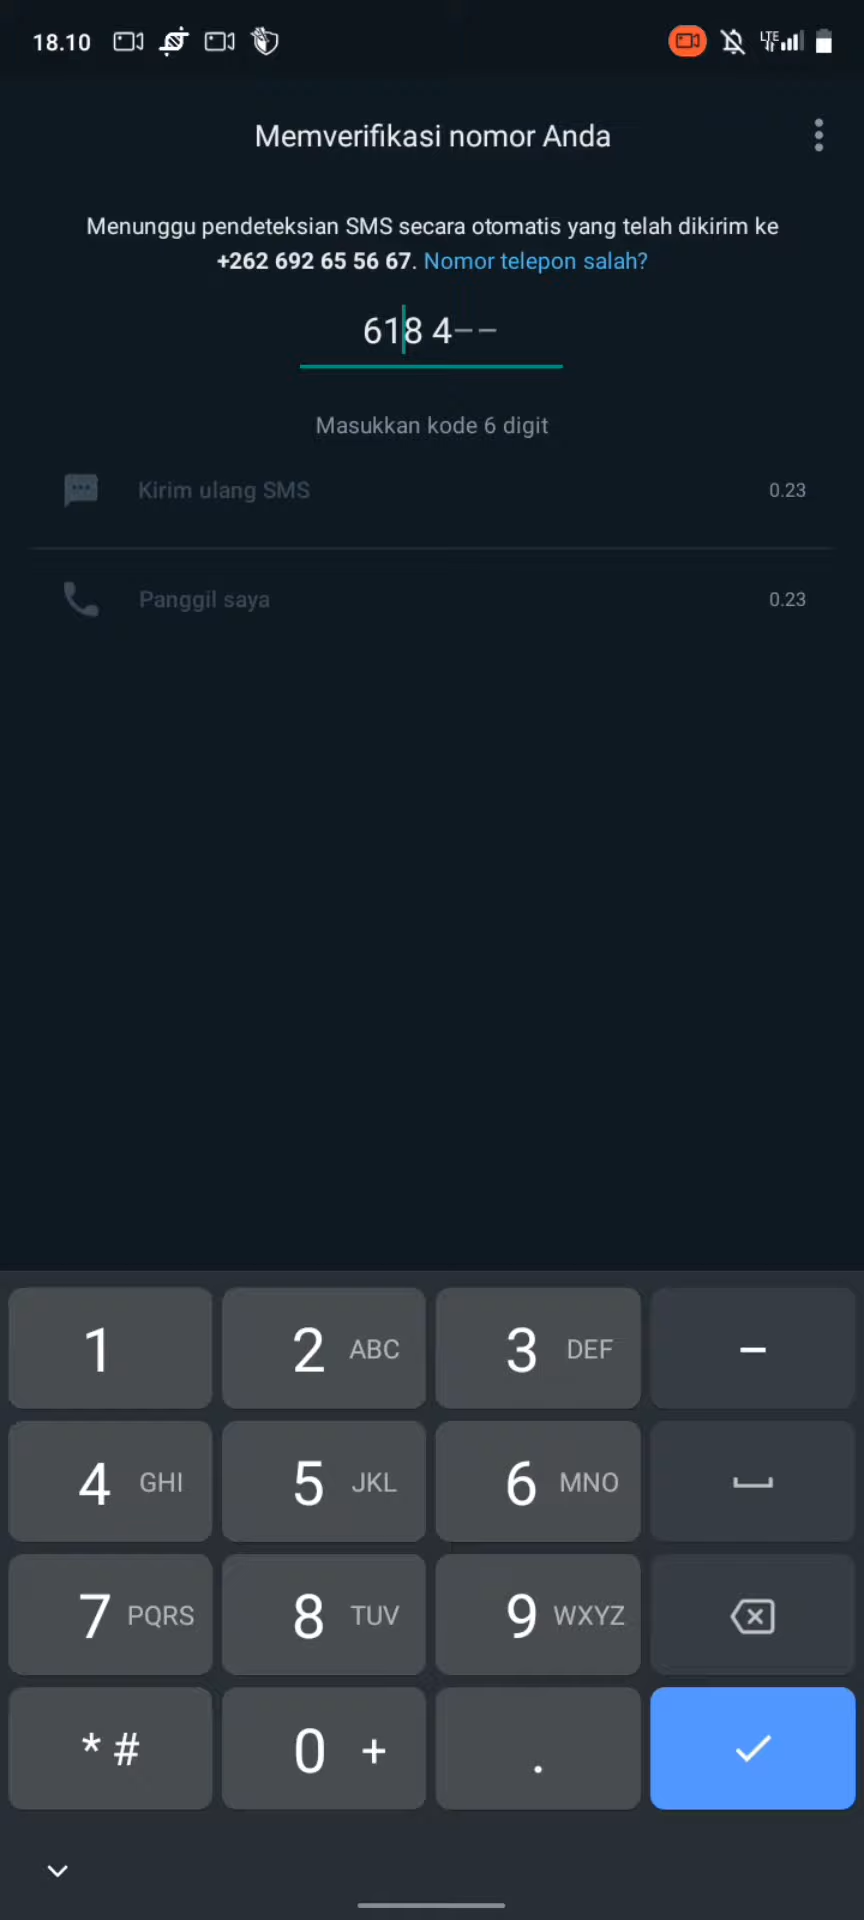 18.10
LTE
Memverifikasi nomor Anda
Menunggu pendeteksian SMS secara otomatis yang telah dikirim ke
+262 692 65 56 67. Nomor telepon salah?
618 4––
Masukkan kode 6 digit
Kirim ulang SMS 0.23
Panggil saya 0.23
1 2 ABC 3 DEF –
4 GHI 5 JKL 6 MNO
7 PQRS 8 TUV 9 WXYZ
* # 0 + .